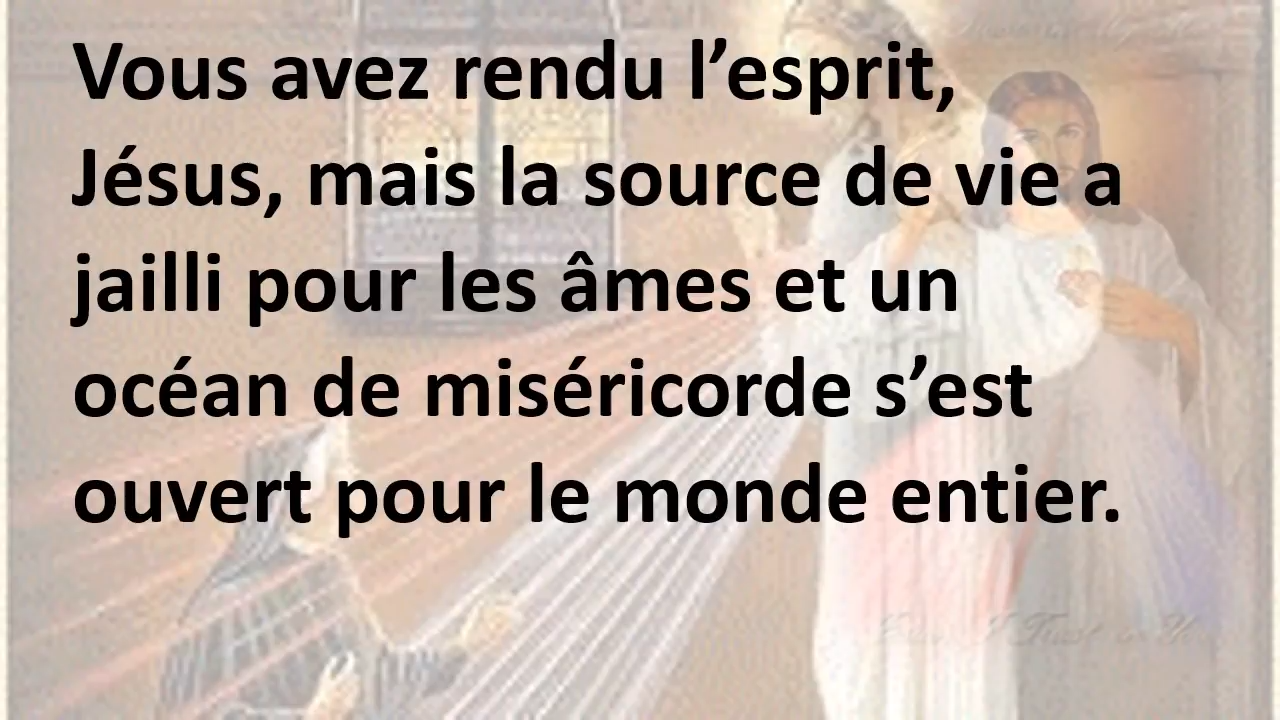 Vous avez rendu l’esprit,
Jésus, mais la source de vie a
jailli pour les âmes et un
océan de miséricorde s’est
ouvert pour le monde entier.